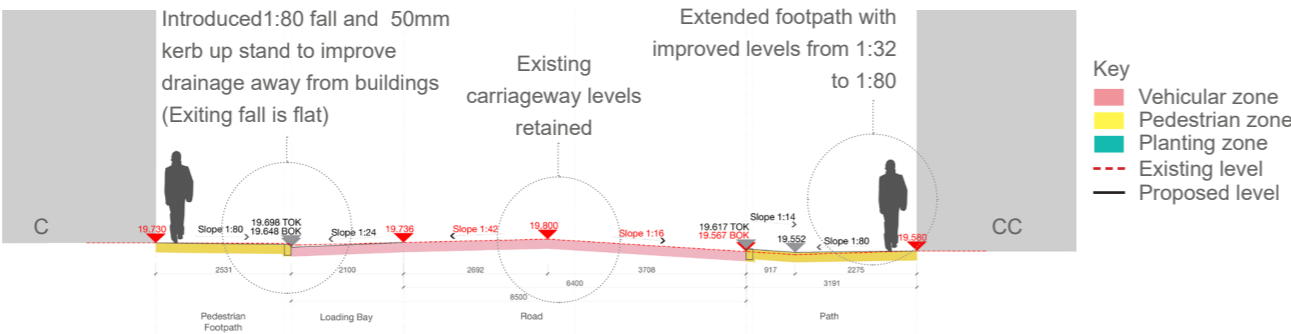 Introduced1:80 fall and 50mm
kerb up stand to improve
drainage away from buildings
(Exiting fall is flat)
Existing
carriageway levels
retained
Extended footpath with
improved levels from 1:32
to 1:80
Key
Vehicular zone
Pedestrian zone
Planting zone
Existing level
Proposed level
C
CC
19.730
Slope 1:80
19.698 TOK
19.648 BOK
Slope 1:24
19.736
Slope 1:42
19.800
Slope 1:16
19.617 TOK
19.567 BOK
Slope 1:14
19.552
Slope 1:80
19.580
2531
2100
2692
3708
917
2275
6400
3191
8500
Pedestrian
Footpath
Loading Bay
Road
Path